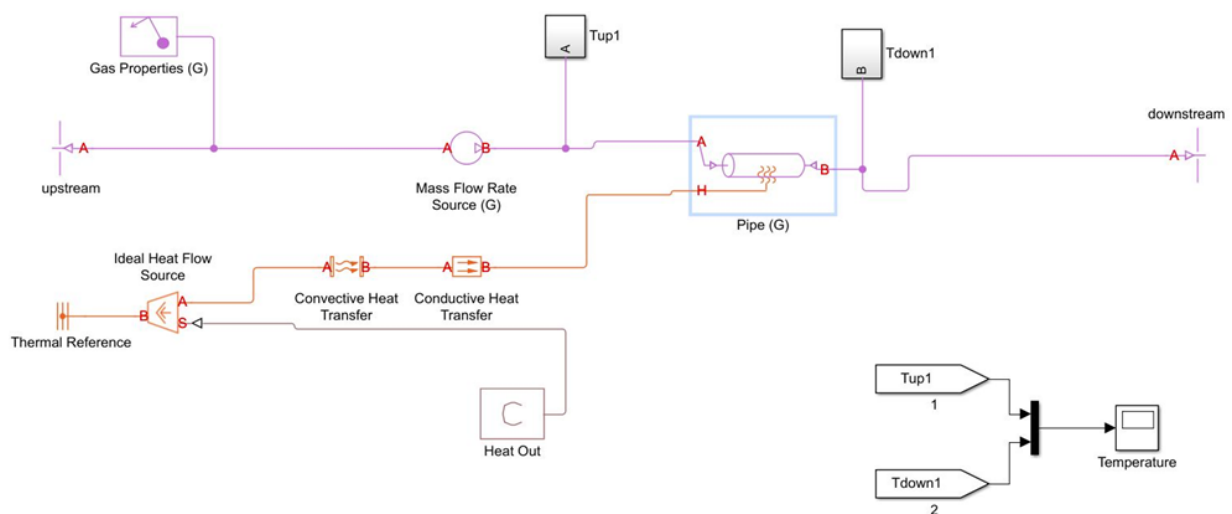 Gas Properties (G)
A
Tup1
B
Tdown1
upstream
A
A
B
Mass Flow Rate
Source (G)
A
H
B
Pipe (G)
downstream
A
Ideal Heat Flow
Source
B
A
S
Thermal Reference
A
B
Convective Heat
Transfer
A
B
Conductive Heat
Transfer
C
Heat Out
Tup1
1
Tdown1
2
Temperature